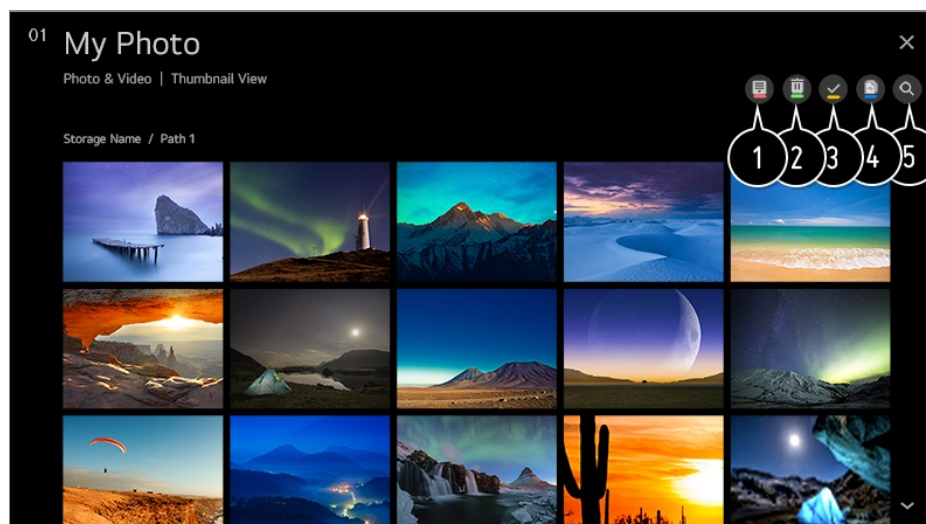 01
My Photo
Photo & Video | Thumbnail View
1 2 3 4 5
Storage Name / Path 1